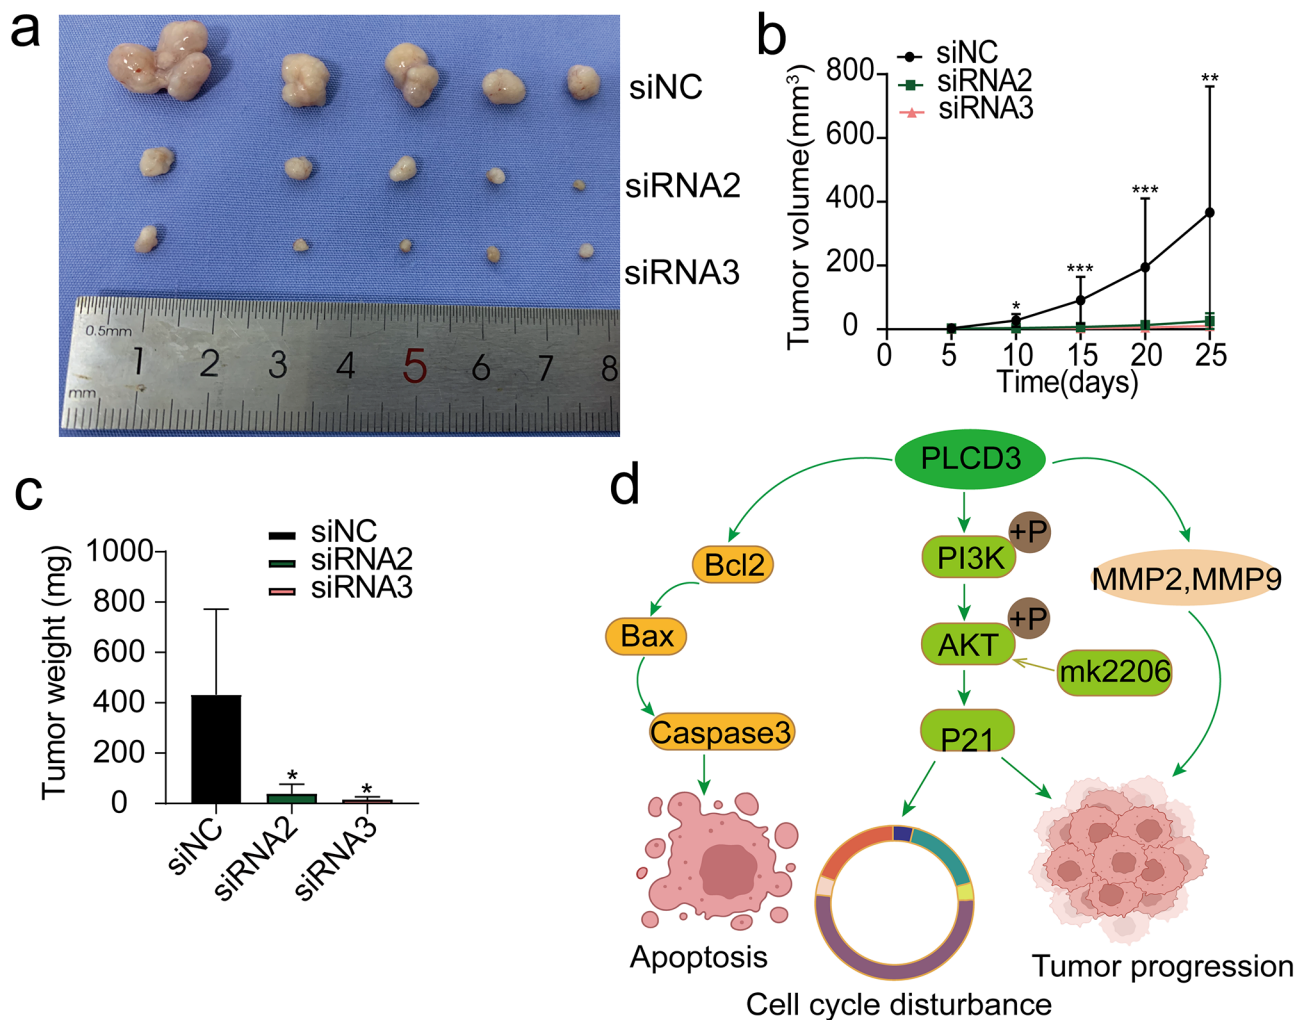 a
siNC
siRNA2
siRNA3
0.5mm
1 2 3 4 5 6 7 8
mm
b
siNC
siRNA2
siRNA3
Tumor volume(mm³)
800
600
400
200
0
0 5 10 15 20 25
Time(days)
*
***
***
**
c
siNC
siRNA2
siRNA3
Tumor weight (mg)
1000
800
600
400
200
0
*
*
siNC
siRNA2
siRNA3
d
PLCD3
Bcl2
Bax
Caspase3
Apoptosis
+P
PI3K
+P
AKT
mk2206
P21
Cell cycle disturbance
MMP2,MMP9
Tumor progression